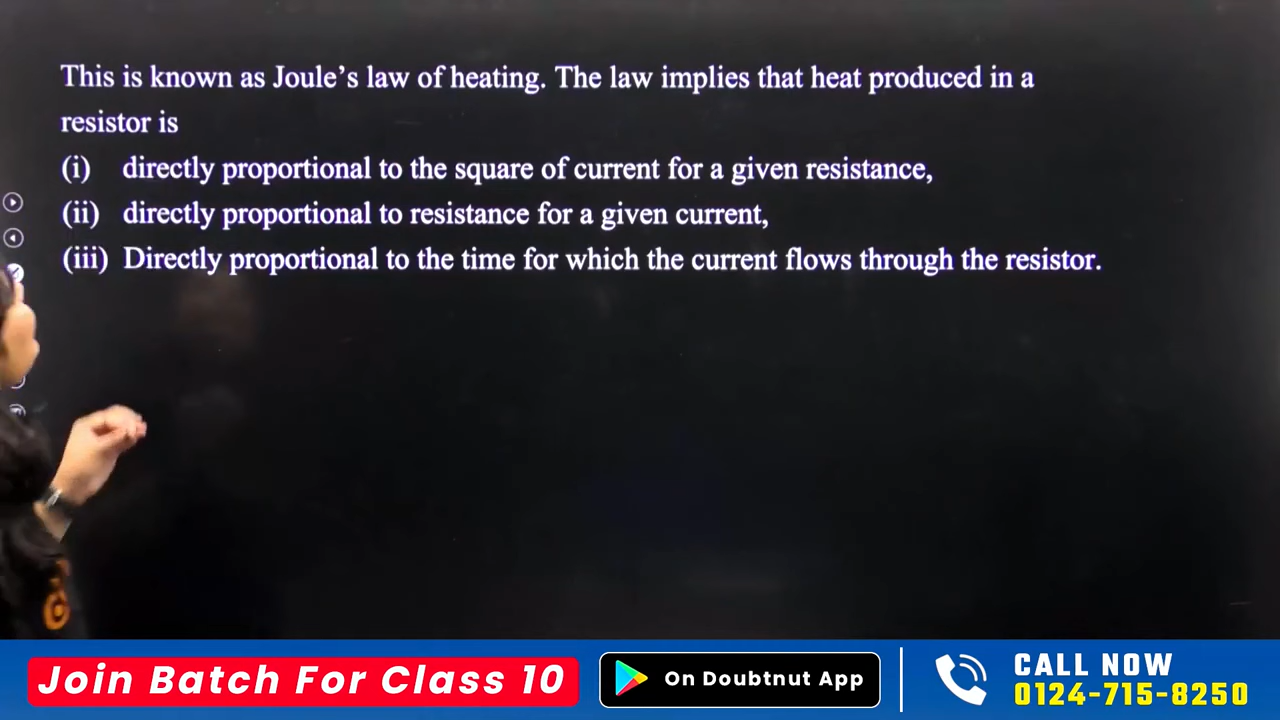 This is known as Joule's law of heating. The law implies that heat produced in a
resistor is
(i) directly proportional to the square of current for a given resistance,
(ii) directly proportional to resistance for a given current,
(iii) Directly proportional to the time for which the current flows through the resistor.
Join Batch For Class 10
On Doubtnut App
CALL NOW
0124-715-8250